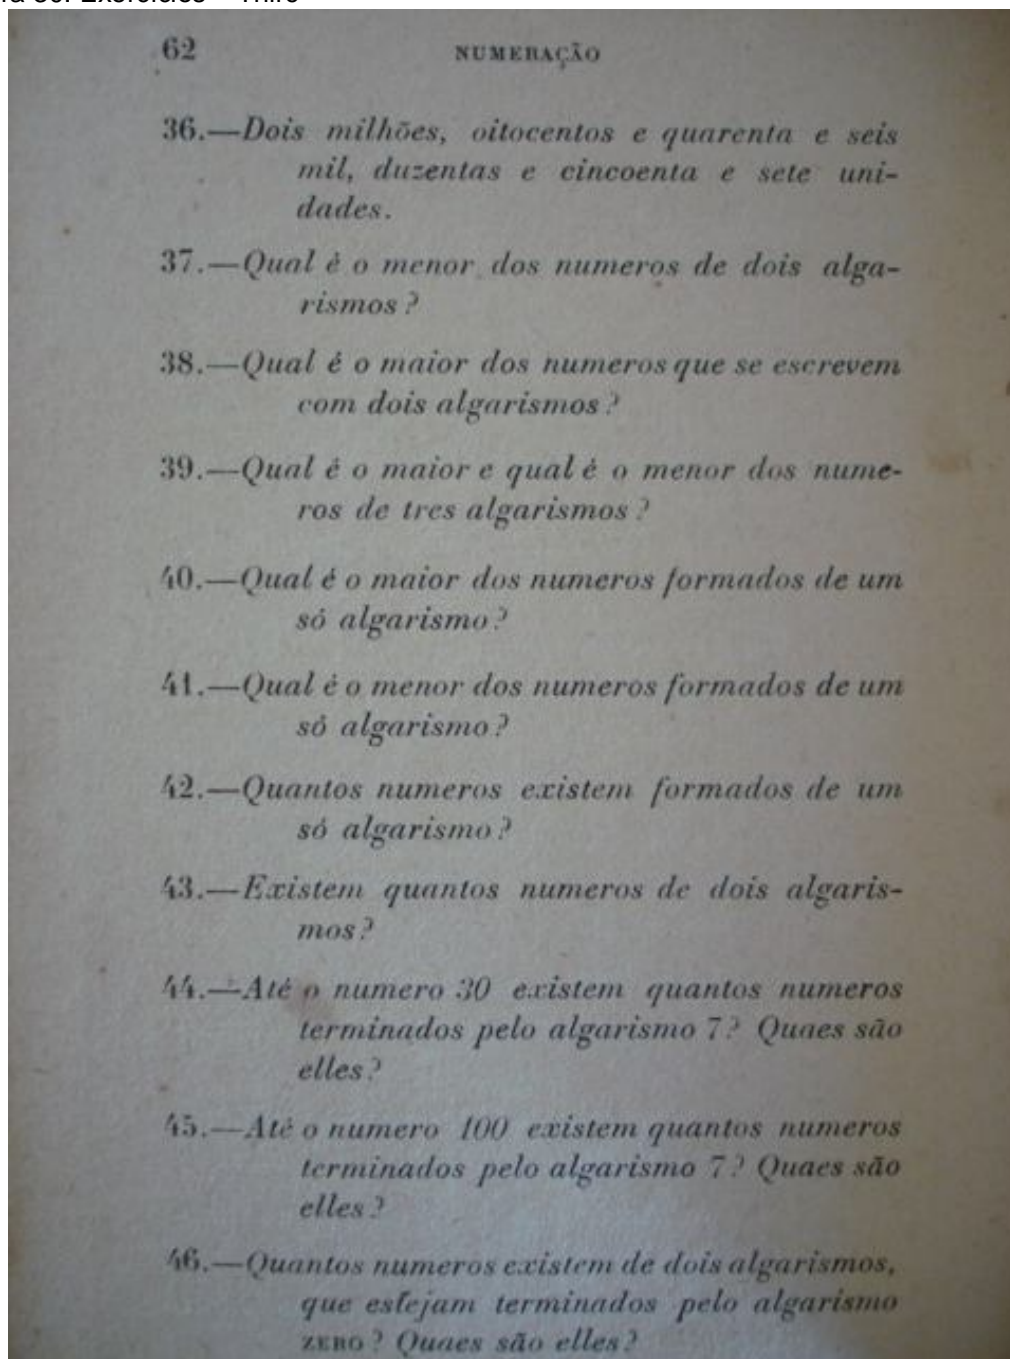 62 NUMERAÇÃO
36.—Dois milhões, oitocentos e quarenta e seis
mil, duzentas e cincoenta e sete uni-
dades.
37.—Qual é o menor dos numeros de dois alga-
rismos?
38.—Qual é o maior dos numeros que se escrevem
com dois algarismos?
39.—Qual é o maior e qual é o menor dos nume-
ros de tres algarismos?
40.—Qual é o maior dos numeros formados de um
só algarismo?
41.—Qual é o menor dos numeros formados de um
só algarismo?
42.—Quantos numeros existem formados de um
só algarismo?
43.—Existem quantos numeros de dois algaris-
mos?
44.—Até o numero 30 existem quantos numeros
terminados pelo algarismo 7? Quaes são
elles?
45.—Até o numero 100 existem quantos numeros
terminados pelo algarismo 7? Quaes são
elles?
46.—Quantos numeros existem de dois algarismos,
que estejam terminados pelo algarismo
ZERO? Quaes são elles?